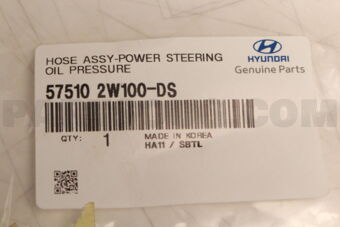 HOSE ASSY-POWER STEERING
OIL PRESSURE
HYUNDAI
Genuine Parts
57510 2W100-DS
QTY: 1
MADE IN KOREA
HA11 / SBTL